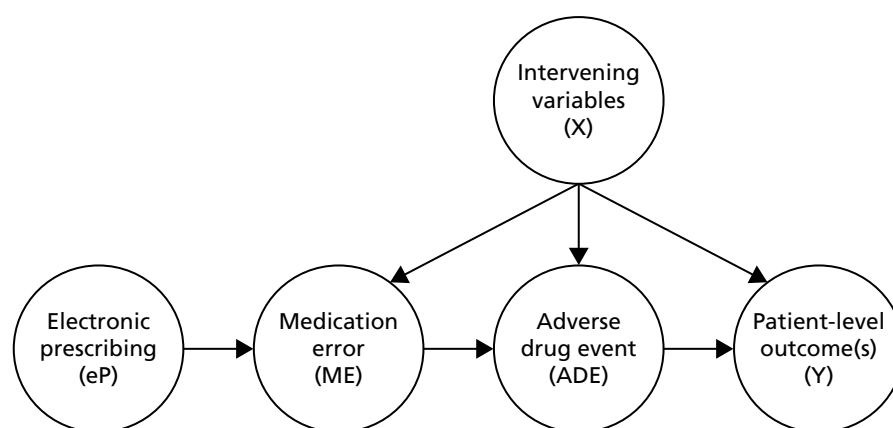 Intervening
variables
(X)
Electronic
prescribing
(eP)
Medication
error
(ME)
Adverse
drug event
(ADE)
Patient-level
outcome(s)
(Y)